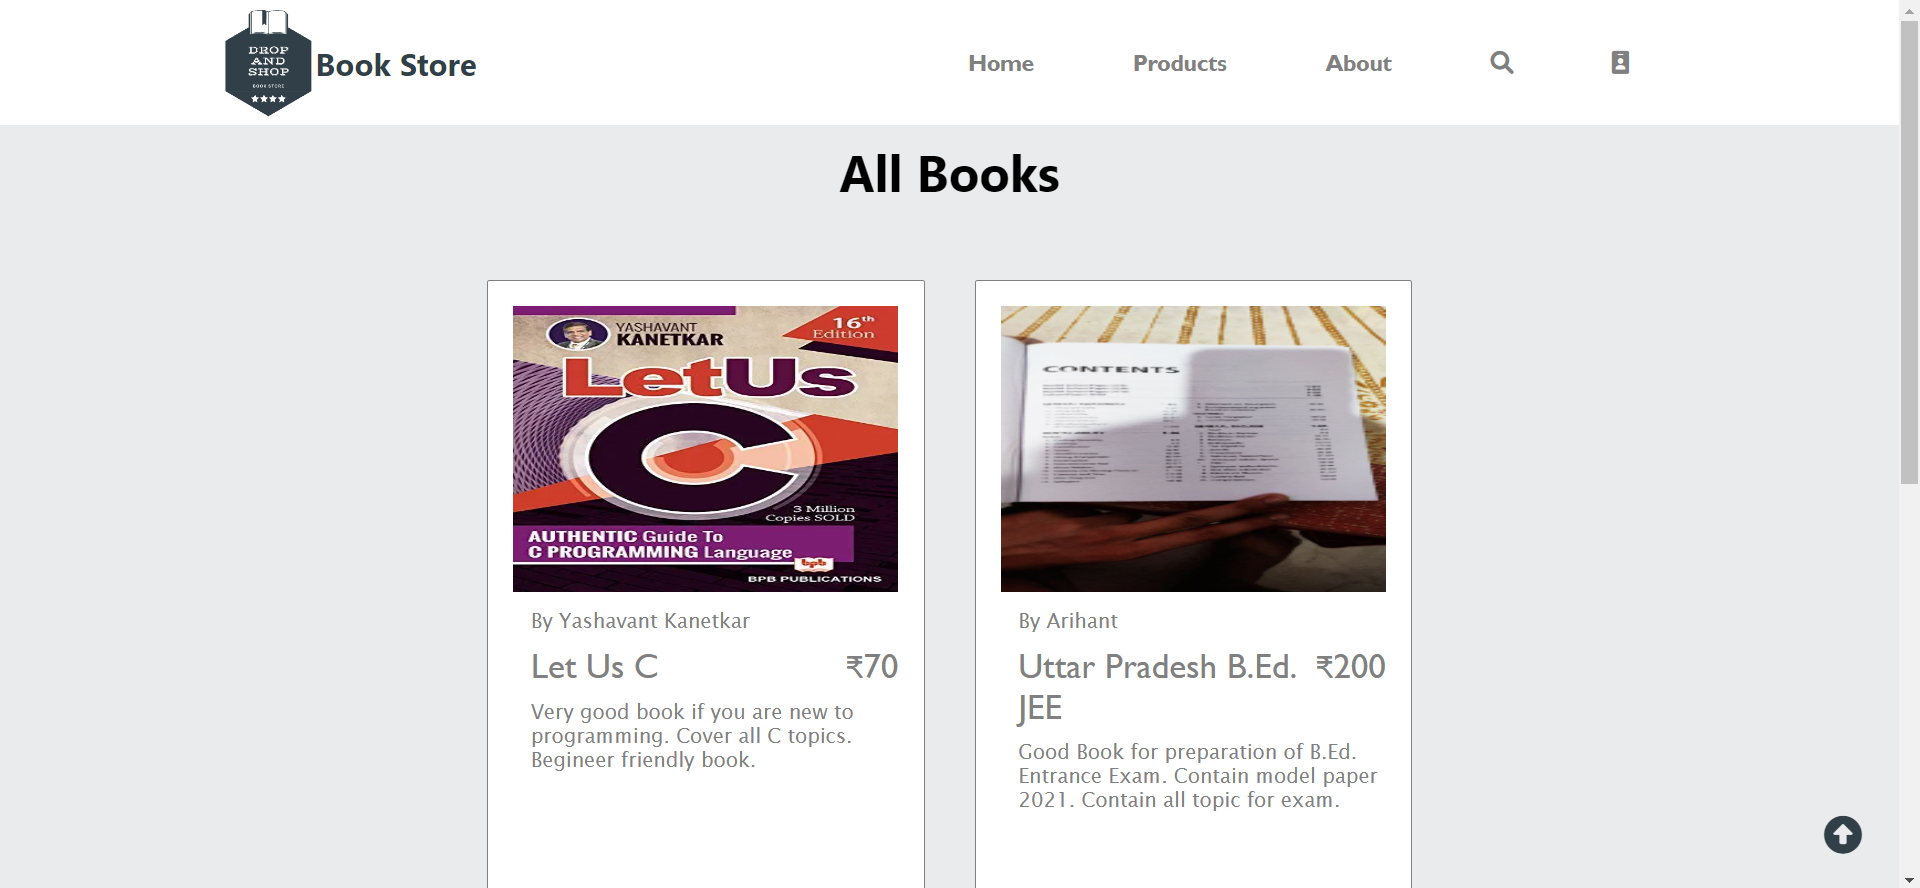 DROP
AND
SHOP
BOOK STORE
Book Store
Home
Products
About
All Books
YASHAVANT
KANETKAR
16th
Edition
LetUs
C
3 Million
Copies SOLD
AUTHENTIC Guide To
C PROGRAMMING Language
bpb
BPB PUBLICATIONS
By Yashavant Kanetkar
Let Us C
₹70
Very good book if you are new to
programming. Cover all C topics.
Begineer friendly book.
CONTENTS
By Arihant
Uttar Pradesh B.Ed.
₹200
JEE
Good Book for preparation of B.Ed.
Entrance Exam. Contain model paper
2021. Contain all topic for exam.